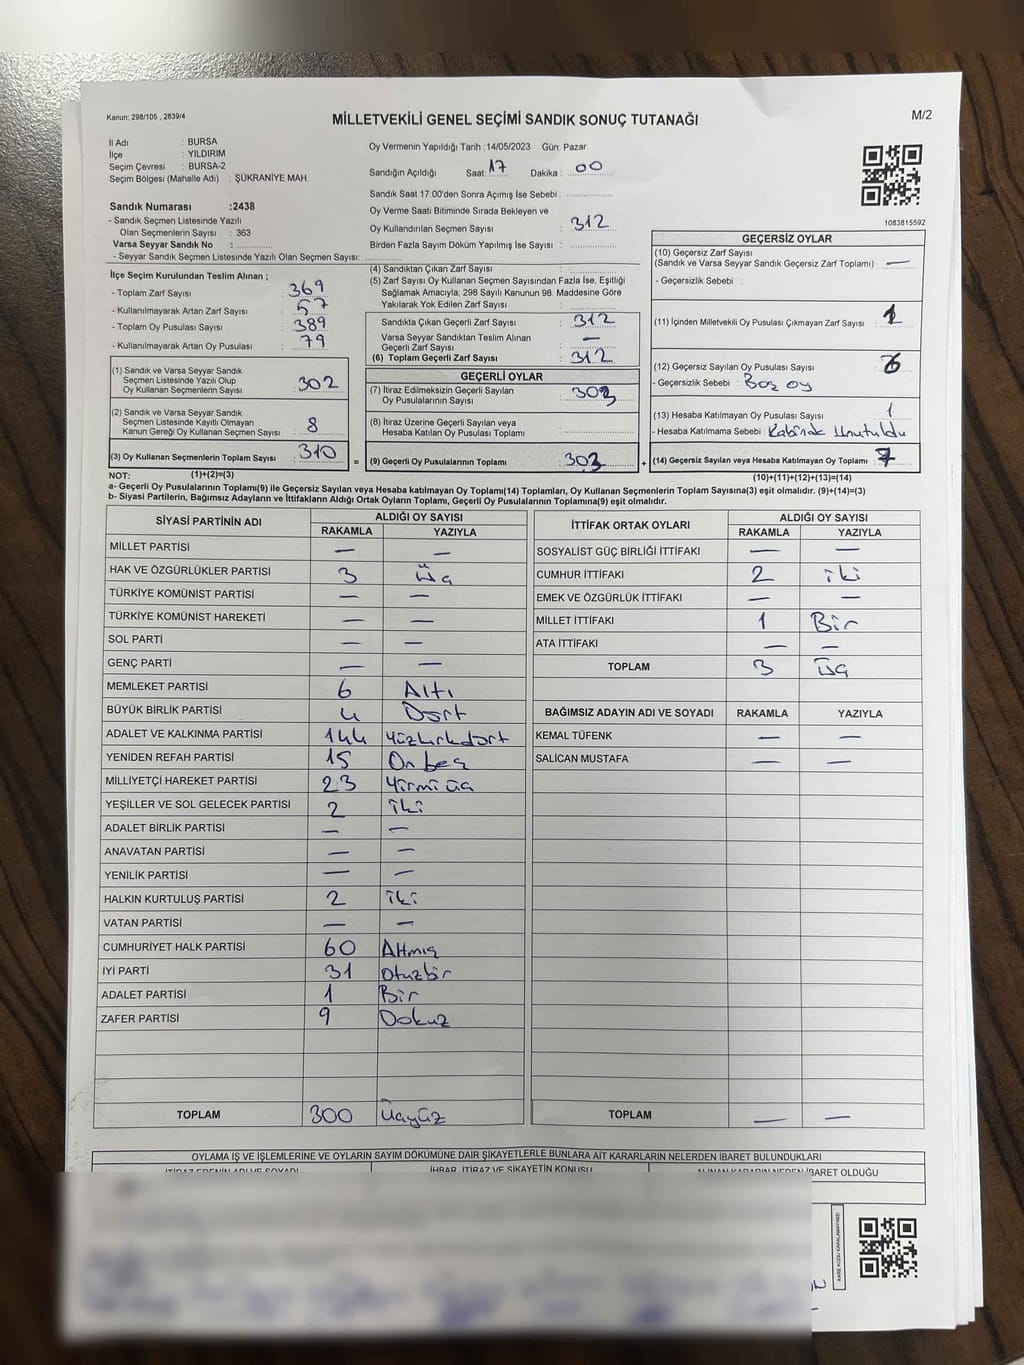 Kanun; 298/105 , 2839/4
MİLLETVEKİLİ GENEL SEÇİMİ SANDIK SONUÇ TUTANAĞI
M/2
İl Adı : BURSA
İlçe : YILDIRIM
Seçim Çevresi : BURSA-2
Seçim Bölgesi (Mahalle Adı) : ŞÜKRANİYE MAH.
Sandık Numarası :2438
- Sandık Seçmen Listesinde Yazılı
Olan Seçmenlerin Sayısı : 363
Varsa Seyyar Sandık No :
- Seyyar Sandık Seçmen Listesinde Yazılı Olan Seçmen Sayısı:
Oy Vermenin Yapıldığı Tarih :14/05/2023 Gün: Pazar
Sandığın Açıldığı Saat: 17 Dakika : 00
Sandık Saat 17:00'den Sonra Açmış İse Sebebi :
Oy Verme Saati Bitiminde Sırada Bekleyen ve
Oy Kullandırılan Seçmen Sayısı : 312
Birden Fazla Sayım Döküm Yapılmış İse Sayısı :
1083815592
İlçe Seçim Kurulundan Teslim Alınan ;
- Toplam Zarf Sayısı : 369
- Kullanılmayarak Artan Zarf Sayısı : 57
- Toplam Oy Pusulası Sayısı : 389
- Kullanılmayarak Artan Oy Pusulası : 79
(1) Sandık ve Varsa Seyyar Sandık
Seçmen Listesinde Yazılı Olup
Oy Kullanan Seçmenlerin Sayısı : 302
(2) Sandık ve Varsa Seyyar Sandık
Seçmen Listesinde Kayıtlı Olmayan
Kanun Gereği Oy Kullanan Seçmen Sayısı : 8
(3) Oy Kullanan Seçmenlerin Toplam Sayısı : 310
(4) Sandıktan Çıkan Zarf Sayısı :
(5) Zarf Sayısı Oy Kullanan Seçmen Sayısından Fazla İse, Eşitliği
Sağlamak Amacıyla; 298 Sayılı Kanunun 98. Maddesine Göre
Yakılarak Yok Edilen Zarf Sayısı :
Sandıkta Çıkan Geçerli Zarf Sayısı : 312
Varsa Seyyar Sandıktan Teslim Alınan
Geçerli Zarf Sayısı : —
(6) Toplam Geçerli Zarf Sayısı : 312
GEÇERLİ OYLAR
(7) İtiraz Edilmeksizin Geçerli Sayılan
Oy Pusulalarının Sayısı : 303
(8) İtiraz Üzerine Geçerli Sayılan veya
Hesaba Katılan Oy Pusulası Toplamı :
= (9) Geçerli Oy Pusulalarının Toplamı : 303 +
GEÇERSİZ OYLAR
(10) Geçersiz Zarf Sayısı
(Sandık ve Varsa Seyyar Sandık Geçersiz Zarf Toplamı) : —
- Geçersizlik Sebebi :
(11) İçinden Milletvekili Oy Pusulası Çıkmayan Zarf Sayısı :
(12) Geçersiz Sayılan Oy Pusulası Sayısı : 6
- Geçersizlik Sebebi : Boş oy
(13) Hesaba Katılmayan Oy Pusulası Sayısı : 1
- Hesaba Katılmama Sebebi : Kabinde Unutuldu
(14) Geçersiz Sayılan veya Hesaba Katılmayan Oy Toplamı : 7
NOT: (1)+(2)=(3)
(10)+(11)+(12)+(13)=(14)
a- Geçerli Oy Pusulaların Toplamı(9) ile Geçersiz Sayılan veya Hesaba katılmayan Oy Toplamı(14) Toplamları, Oy Kullanan Seçmenlerin Toplam Sayısına(3) eşit olmalıdır. (9)+(14)=(3)
b- Siyasi Partilerin, Bağımsız Adayların ve İttifakların Aldığı Ortak Oyların Toplamı, Geçerli Oy Pusulalarının Toplamına(9) eşit olmalıdır.
SİYASİ PARTİNİN ADI
ALDIĞI OY SAYISI
RAKAMLA YAZIYLA
MİLLET PARTİSİ — —
HAK VE ÖZGÜRLÜKLER PARTİSİ 3 Üç
TÜRKİYE KOMÜNİST PARTİSİ — —
TÜRKİYE KOMÜNİST HAREKETİ — —
SOL PARTİ — —
GENÇ PARTİ — —
MEMLEKET PARTİSİ 6 Altı
BÜYÜK BİRLİK PARTİSİ 4 Dört
ADALET VE KALKINMA PARTİSİ 144 Yüzkırkdört
YENİDEN REFAH PARTİSİ 15 On beş
MİLLİYETÇİ HAREKET PARTİSİ 23 Yirmi üç
YEŞİLLER VE SOL GELECEK PARTİSİ 2 iki
ADALET BİRLİK PARTİSİ — —
ANAVATAN PARTİSİ — —
YENİLİK PARTİSİ — —
HALKIN KURTULUŞ PARTİSİ 2 iki
VATAN PARTİSİ — —
CUMHURİYET HALK PARTİSİ 60 Altmış
İYİ PARTİ 31 Otuzbir
ADALET PARTİSİ 1 Bir
ZAFER PARTİSİ 9 Dokuz
TOPLAM 300 Üçyüz
İTTİFAK ORTAK OYLARI
ALDIĞI OY SAYISI
RAKAMLA YAZIYLA
SOSYALİST GÜÇ BİRLİĞİ İTTİFAKI — —
CUMHUR İTTİFAKI 2 iki
EMEK VE ÖZGÜRLÜK İTTİFAKI — —
MİLLET İTTİFAKI 1 Bir
ATA İTTİFAKI — —
TOPLAM 3 Üç
BAĞIMSIZ ADAYIN ADI VE SOYADI RAKAMLA YAZIYLA
KEMAL TÜFENK — —
SALİCAN MUSTAFA — —
TOPLAM — —
OYLAMA İŞ VE İŞLEMLERİNE VE OYLARIN SAYIM DÖKÜMÜNE DAİR ŞİKAYETLERLE BUNLARA AİT KARARLARIN NELERDEN İBARET BULUNDUKLARI
İTİRAZ EDENİN ADI VE SOYADI İHBAR, İTİRAZ VE ŞİKAYETİN KONUSU ALINAN KARARIN NEDEN İBARET OLDUĞU
KARE KODU KARALAMAYINIZ!